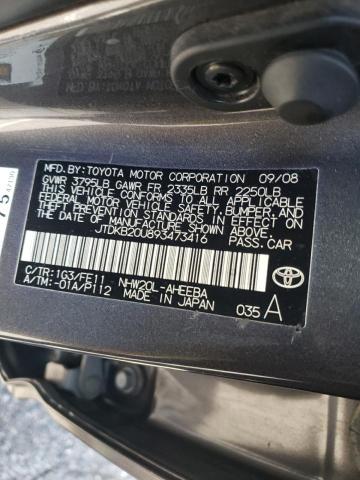 MFD. BY: TOYOTA MOTOR CORPORATION 09/08
GVWR 3795LB GAWR FR 2335LB RR 2250LB
THIS VEHICLE CONFORMS TO ALL APPLICABLE
FEDERAL MOTOR VEHICLE SAFETY, BUMPER, AND
THEFT PREVENTION STANDARDS IN EFFECT ON THE
DATE OF MANUFACTURE SHOWN ABOVE.
JTDKB20U893473416 PASS.CAR
C/TR:1G3/FE11 NHW20L-AHEEBA
A/TM:-01A/P112 MADE IN JAPAN 035 A
TOYOTA
75